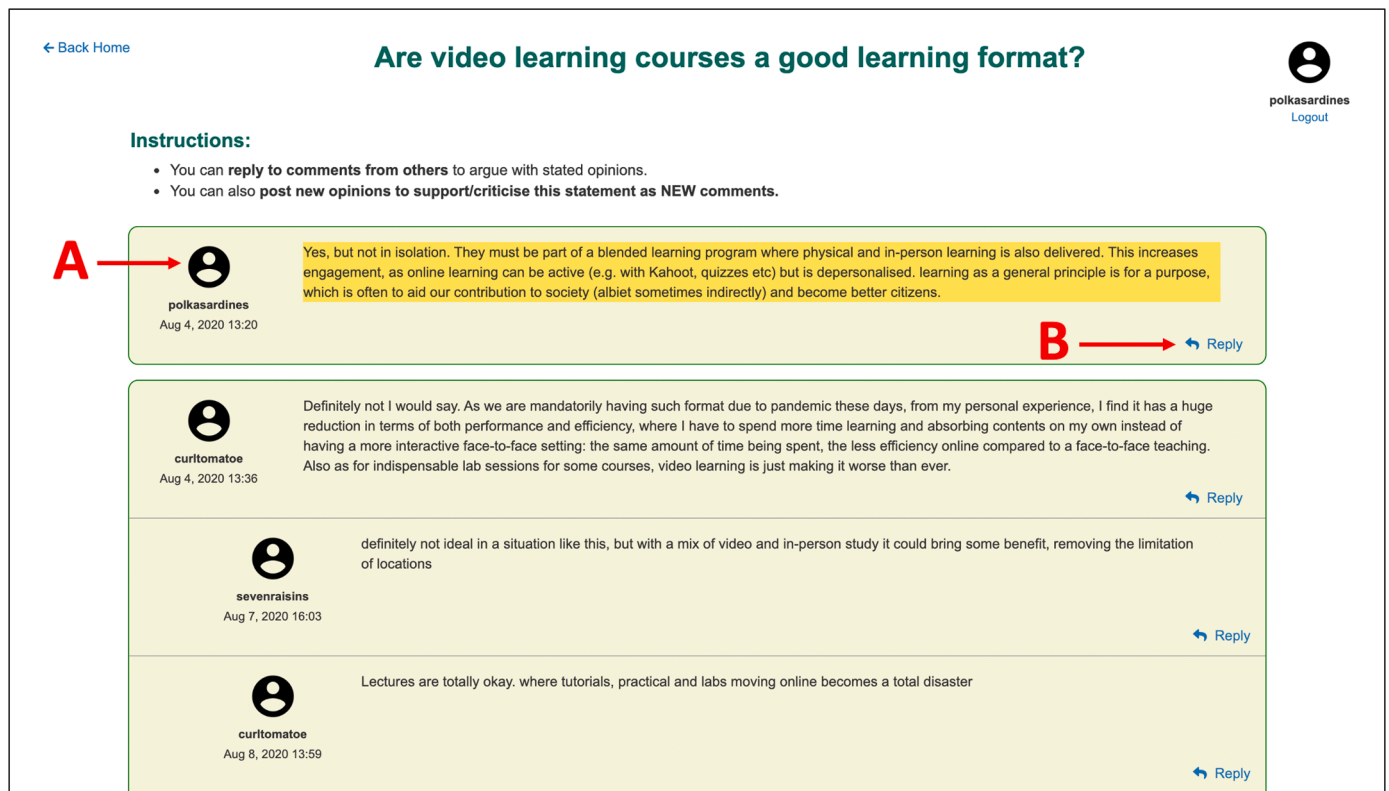 Back Home
Are video learning courses a good learning format?
polkasardines
Logout
Instructions:
• You can reply to comments from others to argue with stated opinions.
• You can also post new opinions to support/criticise this statement as NEW comments.
A
Yes, but not in isolation. They must be part of a blended learning program where physical and in-person learning is also delivered. This increases
engagement, as online learning can be active (e.g. with Kahoot, quizzes etc) but is depersonalised. learning as a general principle is for a purpose,
which is often to aid our contribution to society (albiet sometimes indirectly) and become better citizens.
polkasardines
Aug 4, 2020 13:20
B
Reply
Definitely not I would say. As we are mandatorily having such format due to pandemic these days, from my personal experience, I find it has a huge
reduction in terms of both performance and efficiency, where I have to spend more time learning and absorbing contents on my own instead of
having a more interactive face-to-face setting: the same amount of time being spent, the less efficiency online compared to a face-to-face teaching.
Also as for indispensable lab sessions for some courses, video learning is just making it worse than ever.
curltomatoe
Aug 4, 2020 13:36
Reply
definitely not ideal in a situation like this, but with a mix of video and in-person study it could bring some benefit, removing the limitation
of locations
sevenraisins
Aug 7, 2020 16:03
Reply
Lectures are totally okay. where tutorials, practical and labs moving online becomes a total disaster
curltomatoe
Aug 8, 2020 13:59
Reply